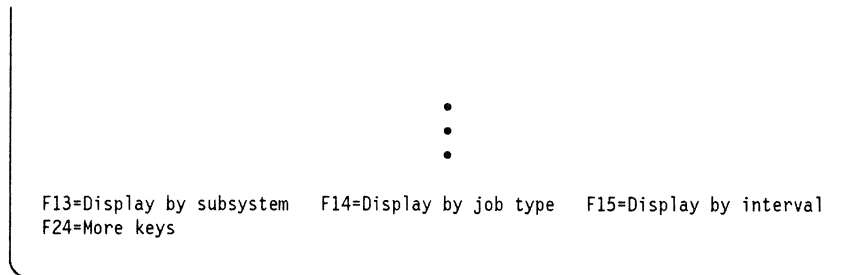 F13=Display by subsystem   F14=Display by job type   F15=Display by interval
F24=More keys